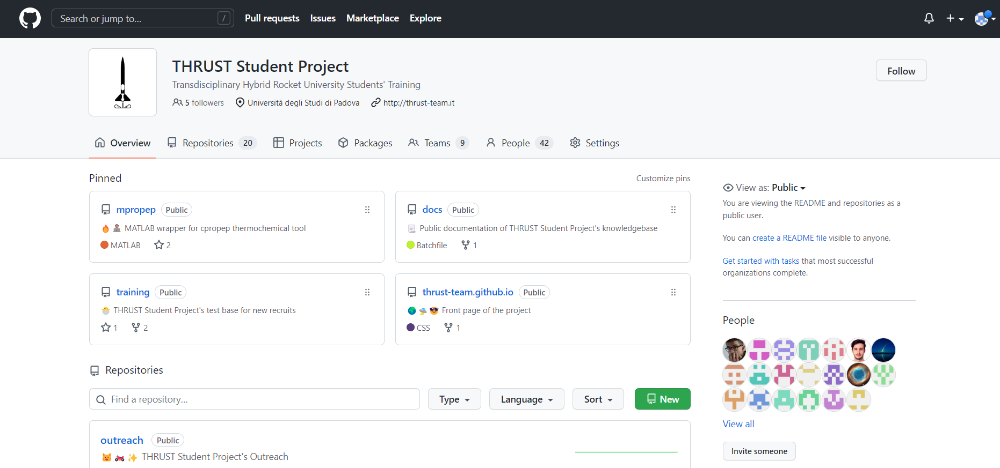 Search or jump to... / Pull requests Issues Marketplace Explore
THRUST Student Project
Follow
Transdisciplinary Hybrid Rocket University Students' Training
5 followers Università degli Studi di Padova http://thrust-team.it
Overview Repositories 20 Projects Packages Teams 9 People 42 Settings
Pinned Customize pins
mpropep Public
MATLAB wrapper for cpropep thermochemical tool
MATLAB 2
docs Public
Public documentation of THRUST Student Project's knowledgebase
Batchfile 1
training Public
THRUST Student Project's test base for new recruits
1 2
thrust-team.github.io Public
Front page of the project
CSS 1
Repositories
Find a repository... Type Language Sort New
outreach Public
THRUST Student Project's Outreach
View as: Public
You are viewing the README and repositories as a
public user.
You can create a README file visible to anyone.
Get started with tasks that most successful
organizations complete.
People
View all
Invite someone